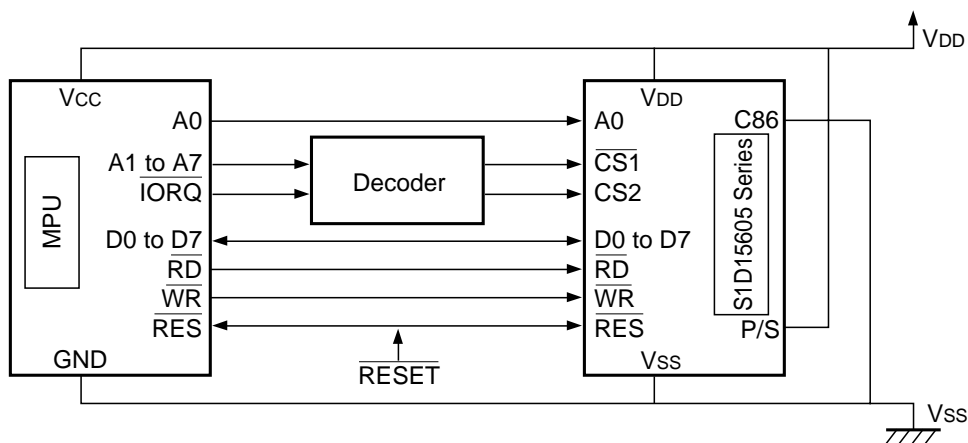 VDD
VCC
A0
A1 to A7
IORQ
D0 to D7
RD
WR
RES
GND
MPU
Decoder
RESET
VDD
A0
CS1
CS2
D0 to D7
RD
WR
RES
VSS
C86
P/S
S1D15605 Series
VSS